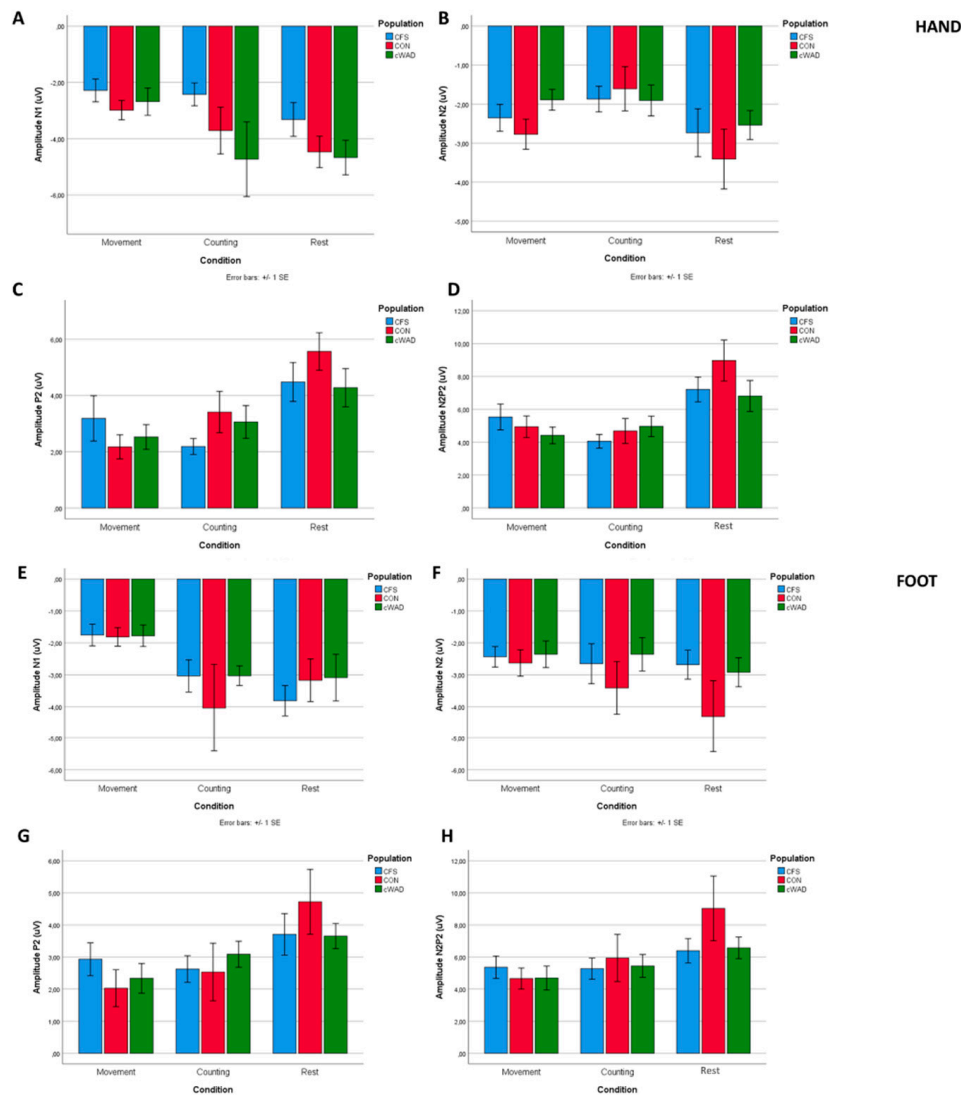 A
Population
CFS
CON
cWAD
,00
-2,00
-4,00
-6,00
Amplitude N1 (uV)
Movement
Counting
Rest
Condition
Error bars: +/- 1 SE
B
Population
CFS
CON
cWAD
,00
-1,00
-2,00
-3,00
-4,00
-5,00
Amplitude N2 (uV)
Movement
Counting
Rest
Condition
Error bars: +/- 1 SE
HAND
C
Population
CFS
CON
cWAD
6,00
4,00
2,00
,00
Amplitude P2 (uV)
Movement
Counting
Rest
Condition
D
Population
CFS
CON
cWAD
12,00
10,00
8,00
6,00
4,00
2,00
,00
Amplitude N2P2 (uV)
Movement
Counting
Rest
Condition
E
Population
CFS
CON
cWAD
,00
-1,00
-2,00
-3,00
-4,00
-5,00
-6,00
Amplitude N1 (uV)
Movement
Counting
Rest
Condition
Error bars: +/- 1 SE
F
Population
CFS
CON
cWAD
,00
-1,00
-2,00
-3,00
-4,00
-5,00
-6,00
Amplitude N2 (uV)
Movement
Counting
Rest
Condition
Error bars: +/- 1 SE
FOOT
G
Population
CFS
CON
cWAD
6,00
5,00
4,00
3,00
2,00
1,00
,00
Amplitude P2 (uV)
Movement
Counting
Rest
Condition
H
Population
CFS
CON
cWAD
12,00
10,00
8,00
6,00
4,00
2,00
,00
Amplitude N2P2 (uV)
Movement
Counting
Rest
Condition